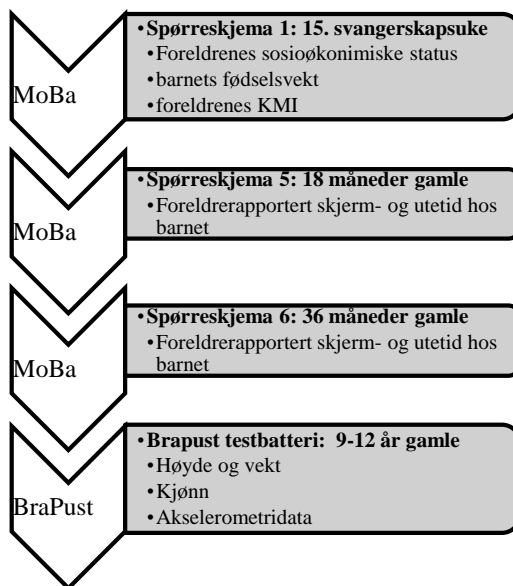 MoBa
•Spørreskjema 1: 15. svangerskapsuke
•Foreldrenes sosioøkonimiske status
•barnets fødselsvekt
•foreldrenes KMI
MoBa
•Spørreskjema 5: 18 måneder gamle
•Foreldrerapportert skjerm- og utetid hos
barnet
MoBa
•Spørreskjema 6: 36 måneder gamle
•Foreldrerapportert skjerm- og utetid hos
barnet
BraPust
•Brapust testbatteri: 9-12 år gamle
•Høyde og vekt
•Kjønn
•Akselerometridata